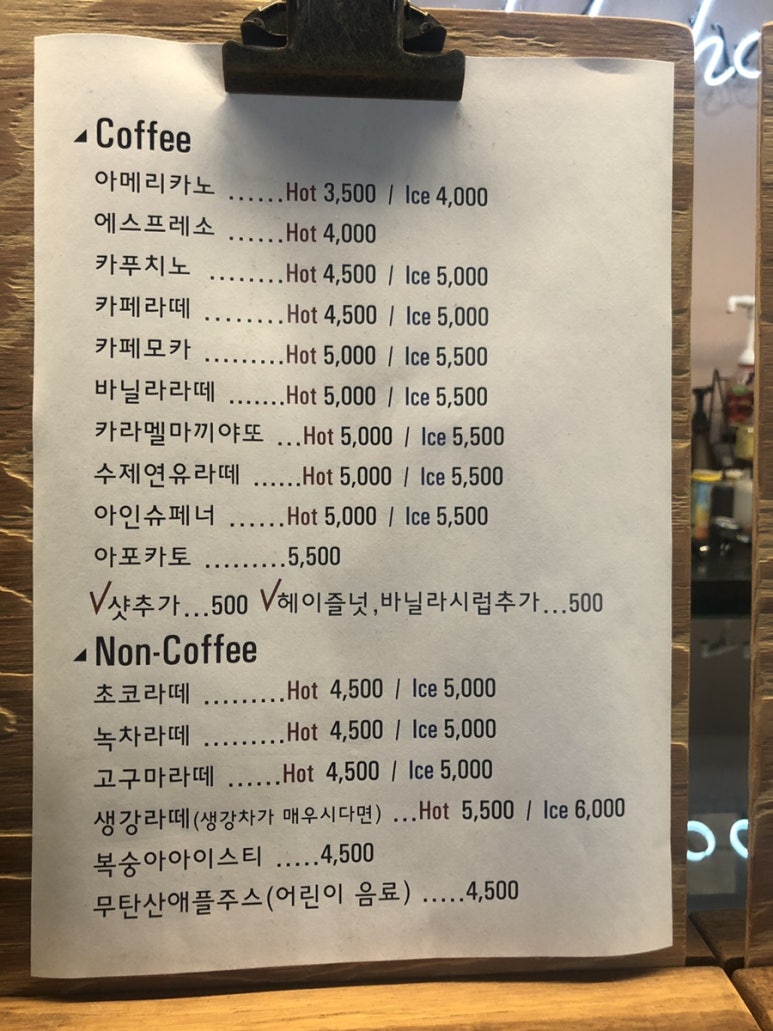 Coffee
아메리카노 ......Hot 3,500 / Ice 4,000
에스프레소 ......Hot 4,000
카푸치노 ........Hot 4,500 / Ice 5,000
카페라떼 ........Hot 4,500 / Ice 5,000
카페모카 .........Hot 5,000 / Ice 5,500
바닐라라떼 .......Hot 5,000 / Ice 5,500
카라멜마끼야또 ...Hot 5,000 / Ice 5,500
수제연유라떼 ......Hot 5,000 / Ice 5,500
아인슈페너 ......Hot 5,000 / Ice 5,500
아포카토 .........5,500
샷추가...500 헤이즐넛,바닐라시럽추가...500
Non-Coffee
초코라떼 .........Hot 4,500 / Ice 5,000
녹차라떼 .........Hot 4,500 / Ice 5,000
고구마라떼 ......Hot 4,500 / Ice 5,000
생강라떼(생강차가 매우시다면) ...Hot 5,500 / Ice 6,000
복숭아아이스티 .....4,500
무탄산애플주스(어린이 음료) .....4,500